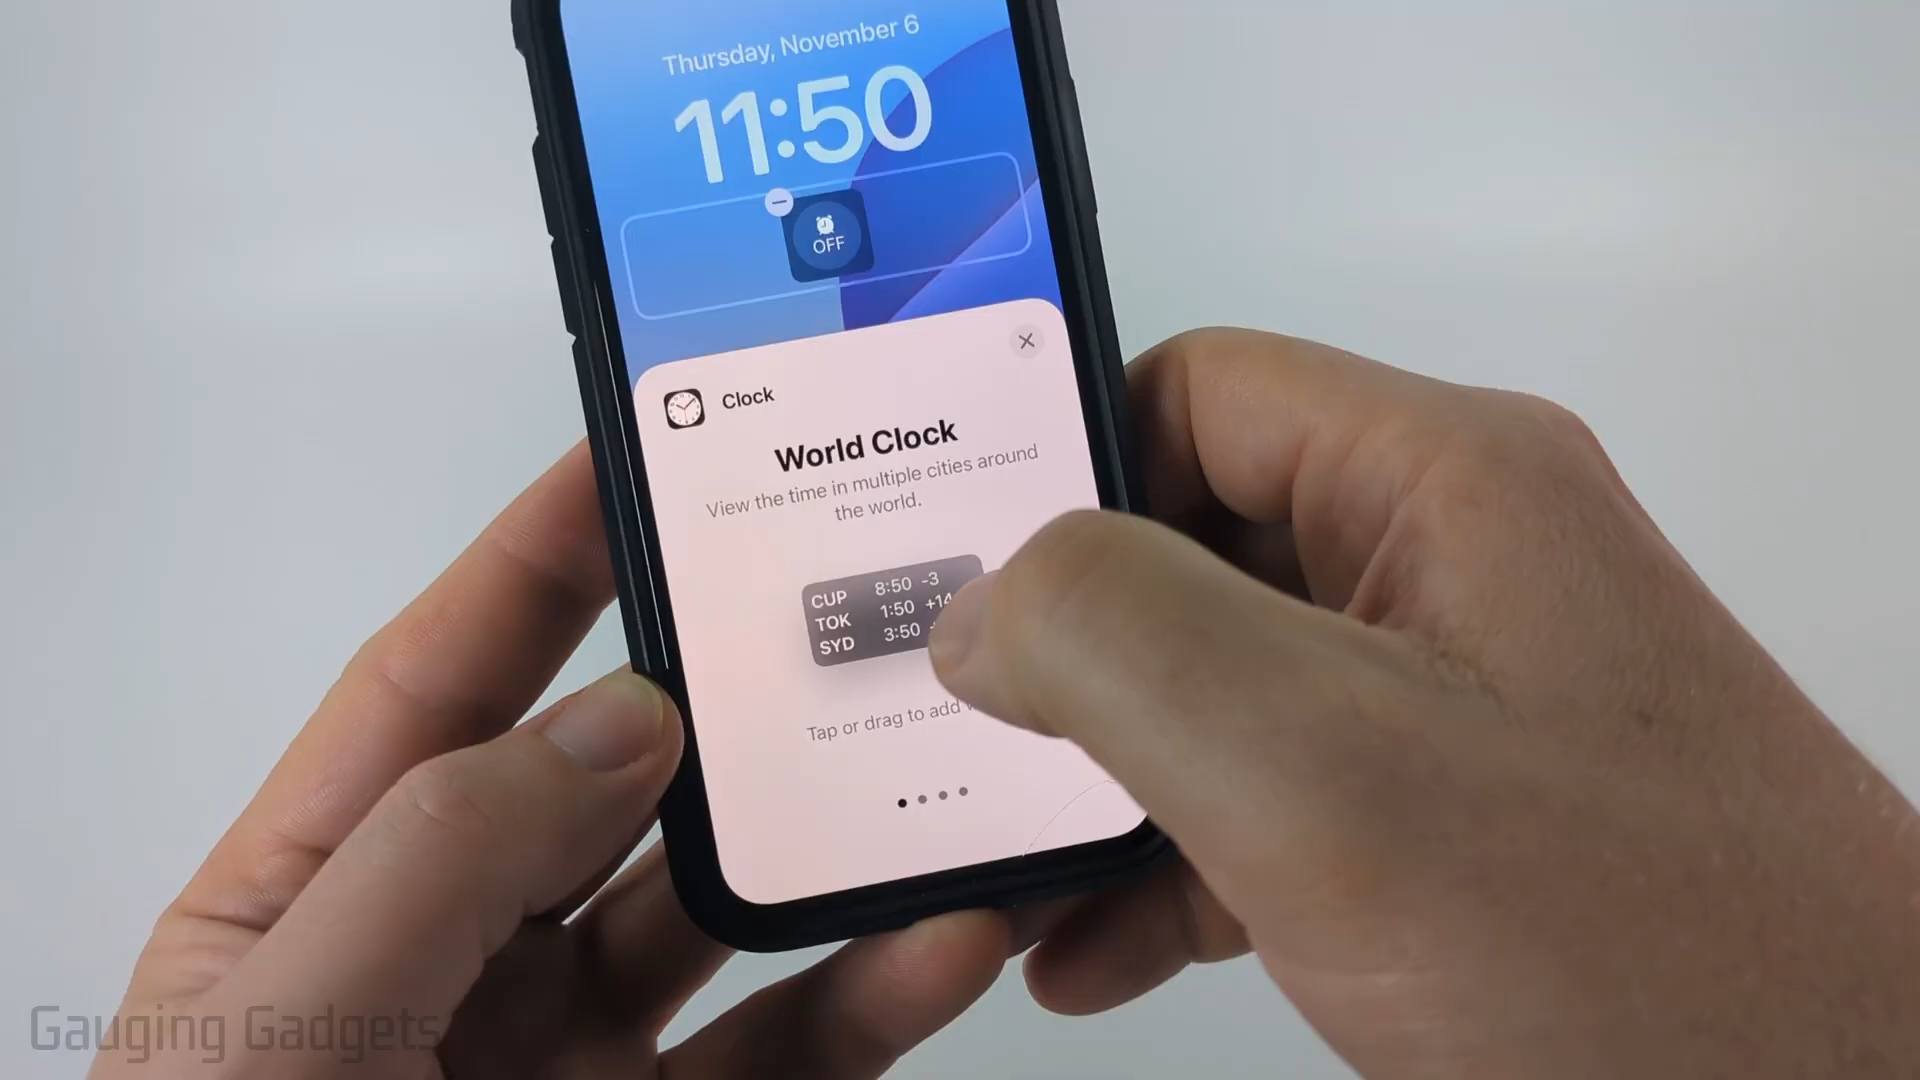 Thursday, November 6
11:50
OFF
Clock
World Clock
View the time in multiple cities around
the world.
CUP 8:50 -3
TOK 1:50 +14
SYD 3:50
Tap or drag to add
Gauging Gadgets